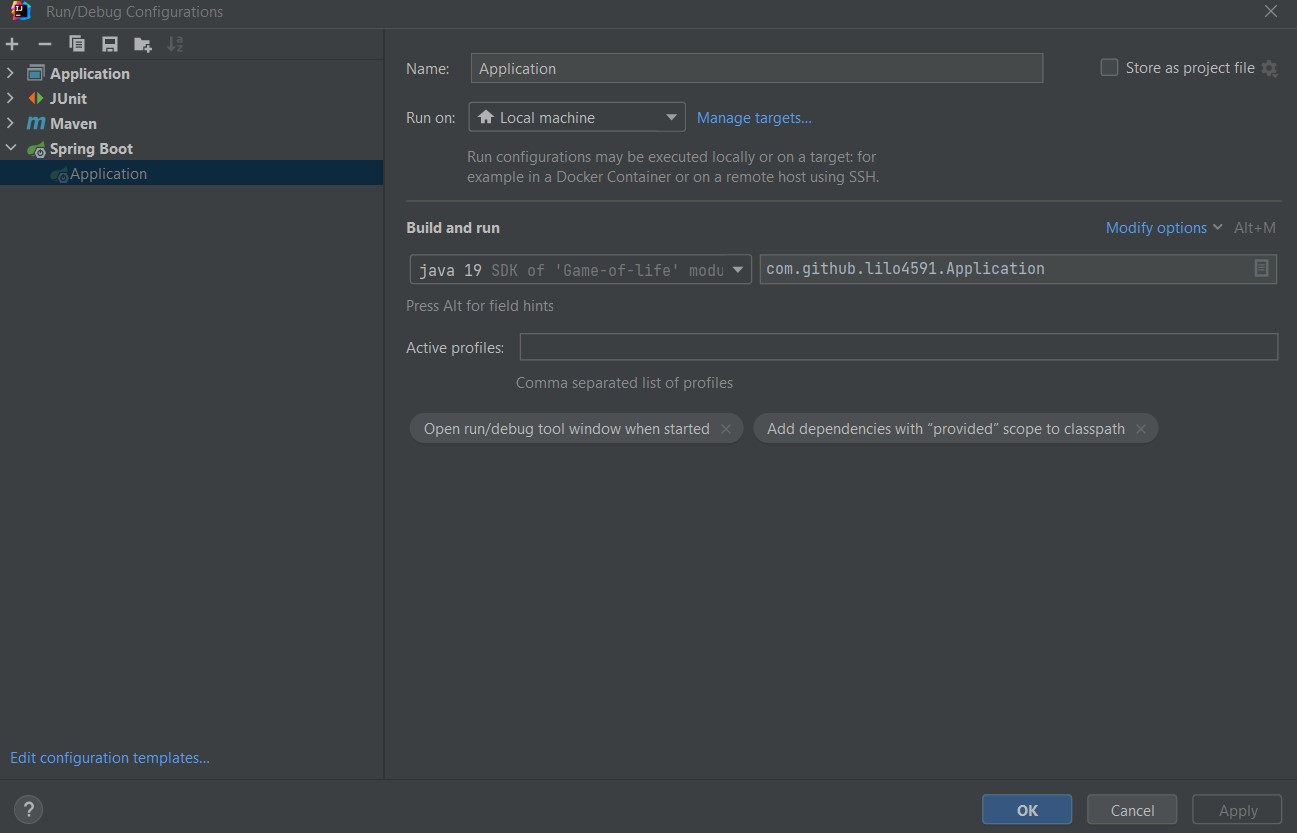 Run/Debug Configurations
Application
JUnit
Maven
Spring Boot
Application
Edit configuration templates...
Name: Application
Store as project file
Run on: Local machine Manage targets...
Run configurations may be executed locally or on a target: for
example in a Docker Container or on a remote host using SSH.
Build and run Modify options Alt+M
java 19 SDK of 'Game-of-life' modu com.github.lilo4591.Application
Press Alt for field hints
Active profiles:
Comma separated list of profiles
Open run/debug tool window when started Add dependencies with “provided” scope to classpath
? OK Cancel Apply